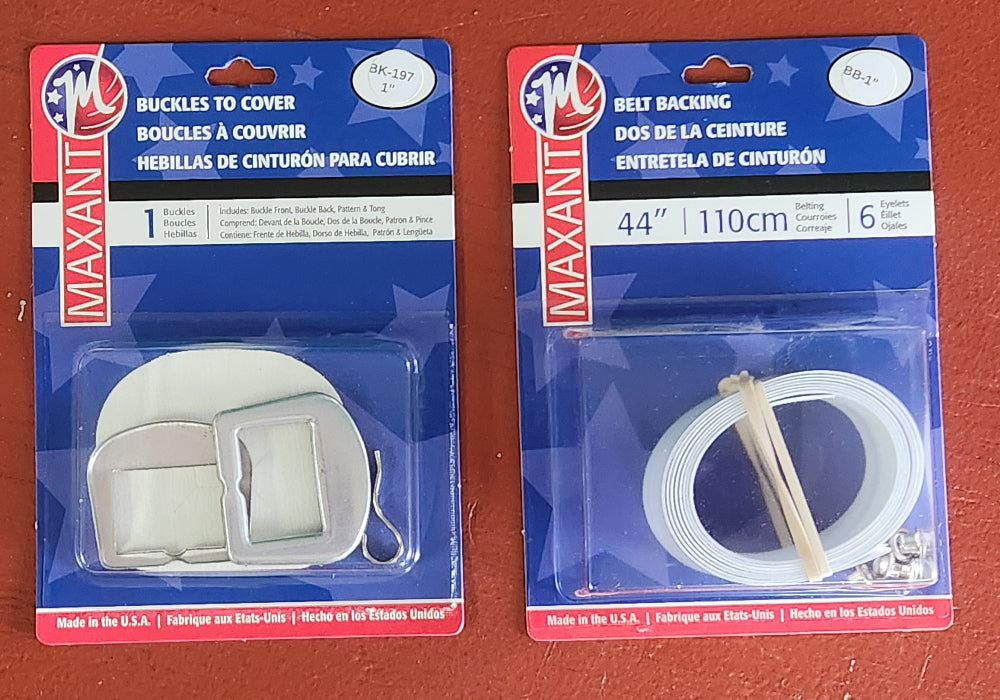 M
BK-197
1"
BUCKLES TO COVER
BOUCLES À COUVRIR
HEBILLAS DE CINTURÓN PARA CUBRIR
MAXANT
1 Buckles
Boucles
Hebillas
Includes: Buckle Front, Buckle Back, Pattern & Tong
Comprend: Devant de la Boucle, Dos de la Boucle, Patron & Pince
Contiene: Frente de Hebilla, Dorso de Hebilla, Patrón & Lengüeta
Made in the U.S.A. | Fabrique aux Etats-Unis | Hecho en los Estados Unidos
M
BB-1"
BELT BACKING
DOS DE LA CEINTURE
ENTRETELA DE CINTURÓN
MAXANT
44" | 110cm
Belting
Courroies
Correaje
6 Eyelets
Éillet
Ojales
Made in the U.S.A. | Fabrique aux Etats-Unis | Hecho en los Estados Unidos